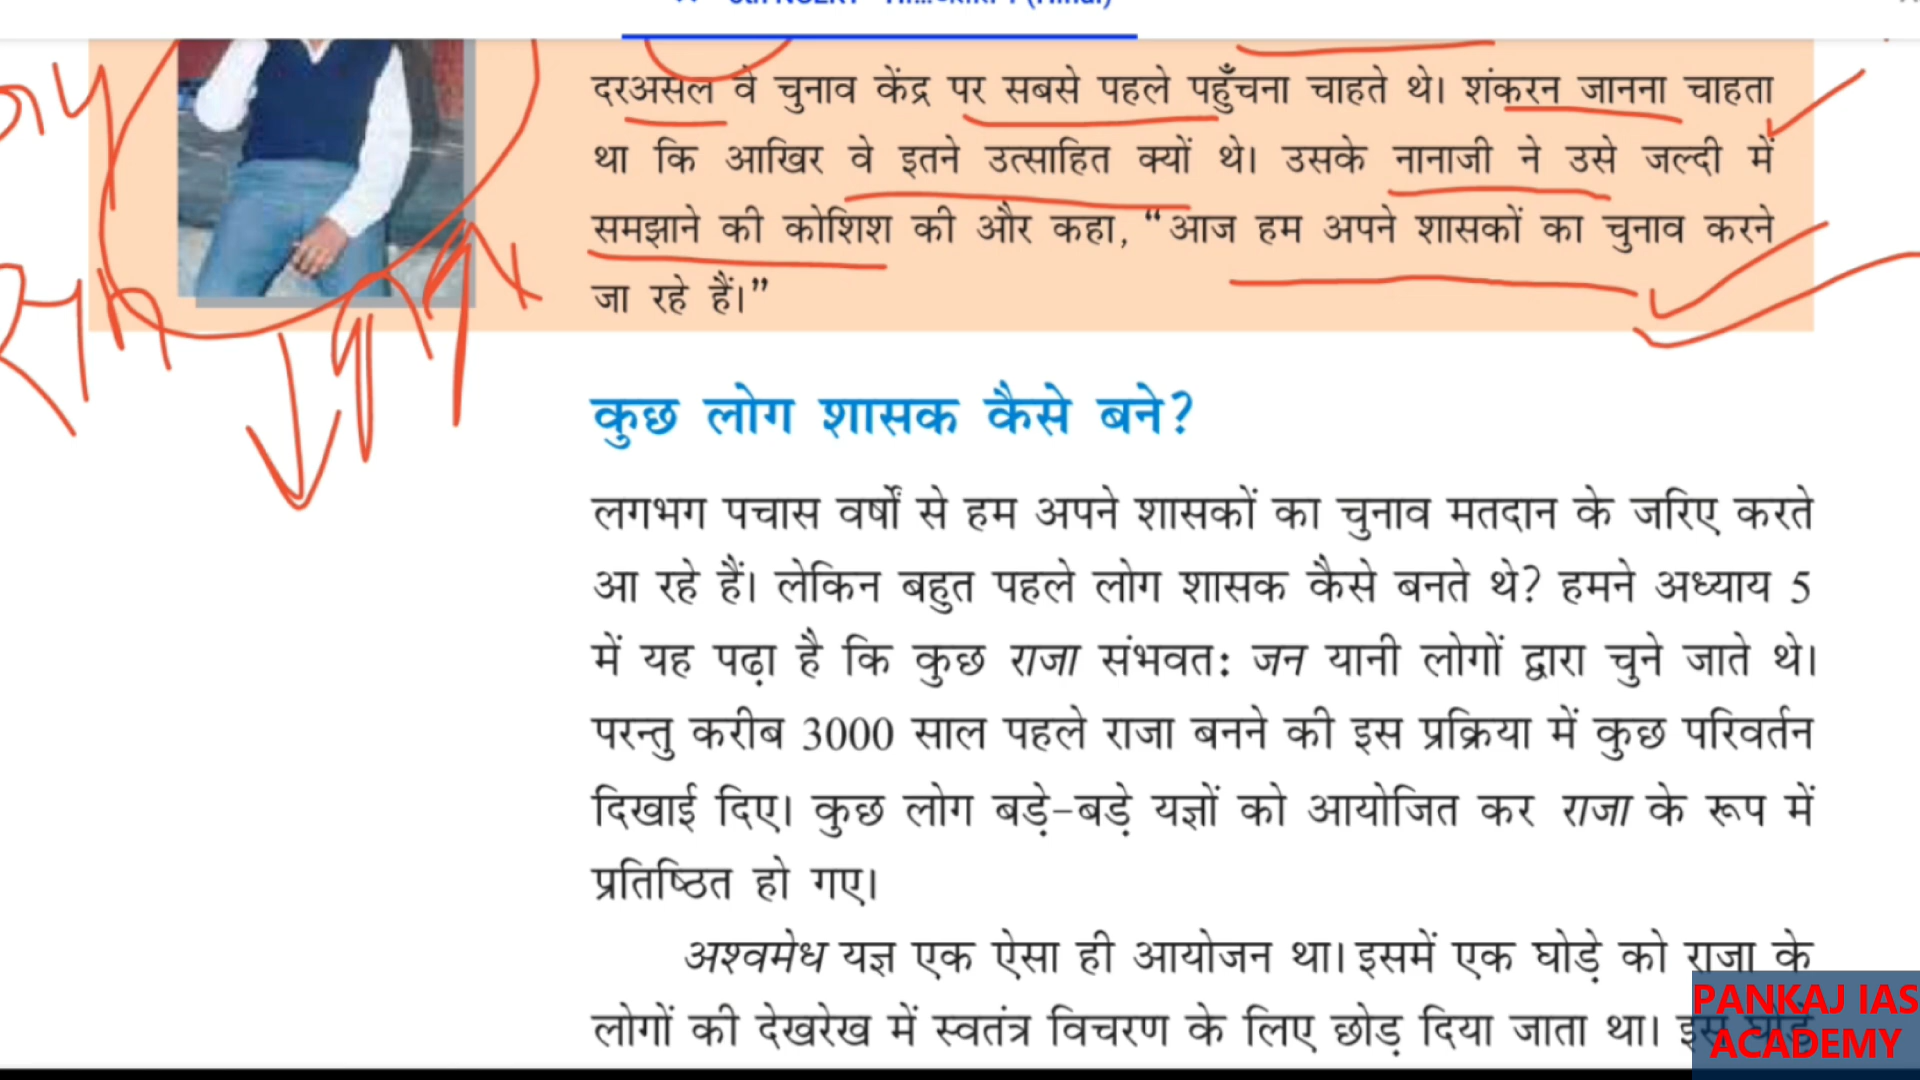 दरअसल वे चुनाव केंद्र पर सबसे पहले पहुँचना चाहते थे। शंकरन जानना चाहता
था कि आखिर वे इतने उत्साहित क्यों थे। उसके नानाजी ने उसे जल्दी में
समझाने की कोशिश की और कहा, “आज हम अपने शासकों का चुनाव करने
जा रहे हैं।”
कुछ लोग शासक कैसे बने?
लगभग पचास वर्षों से हम अपने शासकों का चुनाव मतदान के जरिए करते
आ रहे हैं। लेकिन बहुत पहले लोग शासक कैसे बनते थे? हमने अध्याय 5
में यह पढ़ा है कि कुछ राजा संभवतः जन यानी लोगों द्वारा चुने जाते थे।
परन्तु करीब 3000 साल पहले राजा बनने की इस प्रक्रिया में कुछ परिवर्तन
दिखाई दिए। कुछ लोग बड़े-बड़े यज्ञों को आयोजित कर राजा के रूप में
प्रतिष्ठित हो गए।
अश्वमेध यज्ञ एक ऐसा ही आयोजन था। इसमें एक घोड़े को राजा के
लोगों की देखरेख में स्वतंत्र विचरण के लिए छोड़ दिया जाता था। इस घोड़े
PANKAJ IAS
ACADEMY